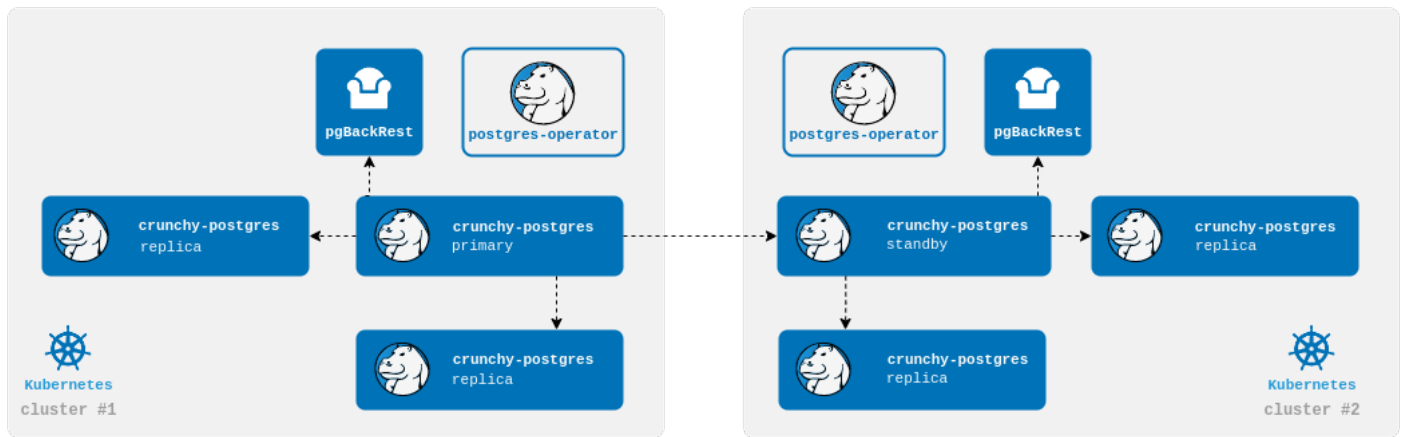 pgBackRest
postgres-operator
crunchy-postgres
replica
crunchy-postgres
primary
crunchy-postgres
replica
Kubernetes
cluster #1
postgres-operator
pgBackRest
crunchy-postgres
standby
crunchy-postgres
replica
crunchy-postgres
replica
Kubernetes
cluster #2